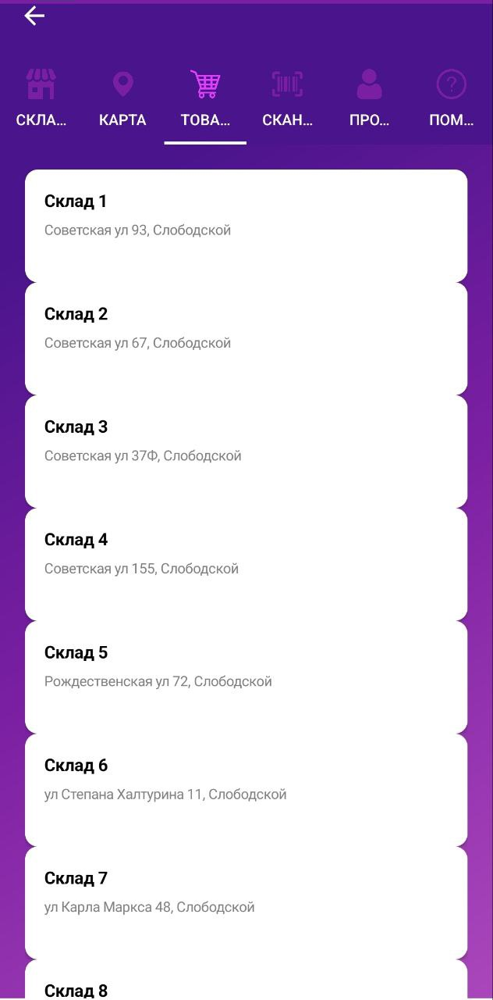 СКЛА...
КАРТА
ТОВА...
СКАН...
ПРО...
ПОМ...
Склад 1
Советская ул 93, Слободской
Склад 2
Советская ул 67, Слободской
Склад 3
Советская ул 37Ф, Слободской
Склад 4
Советская ул 155, Слободской
Склад 5
Рождественская ул 72, Слободской
Склад 6
ул Степана Халтурина 11, Слободской
Склад 7
ул Карла Маркса 48, Слободской
Склад 8